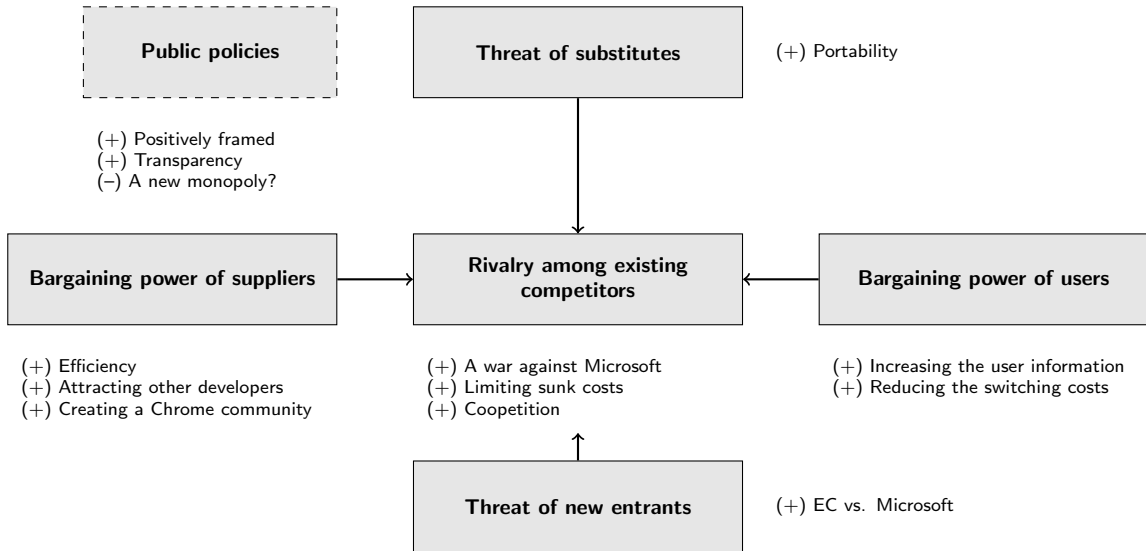 Public policies
Threat of substitutes
(+) Portability
(+) Positively framed
(+) Transparency
(–) A new monopoly?
Bargaining power of suppliers
Rivalry among existing
competitors
Bargaining power of users
(+) Efficiency
(+) Attracting other developers
(+) Creating a Chrome community
(+) A war against Microsoft
(+) Limiting sunk costs
(+) Coopetition
(+) Increasing the user information
(+) Reducing the switching costs
Threat of new entrants
(+) EC vs. Microsoft